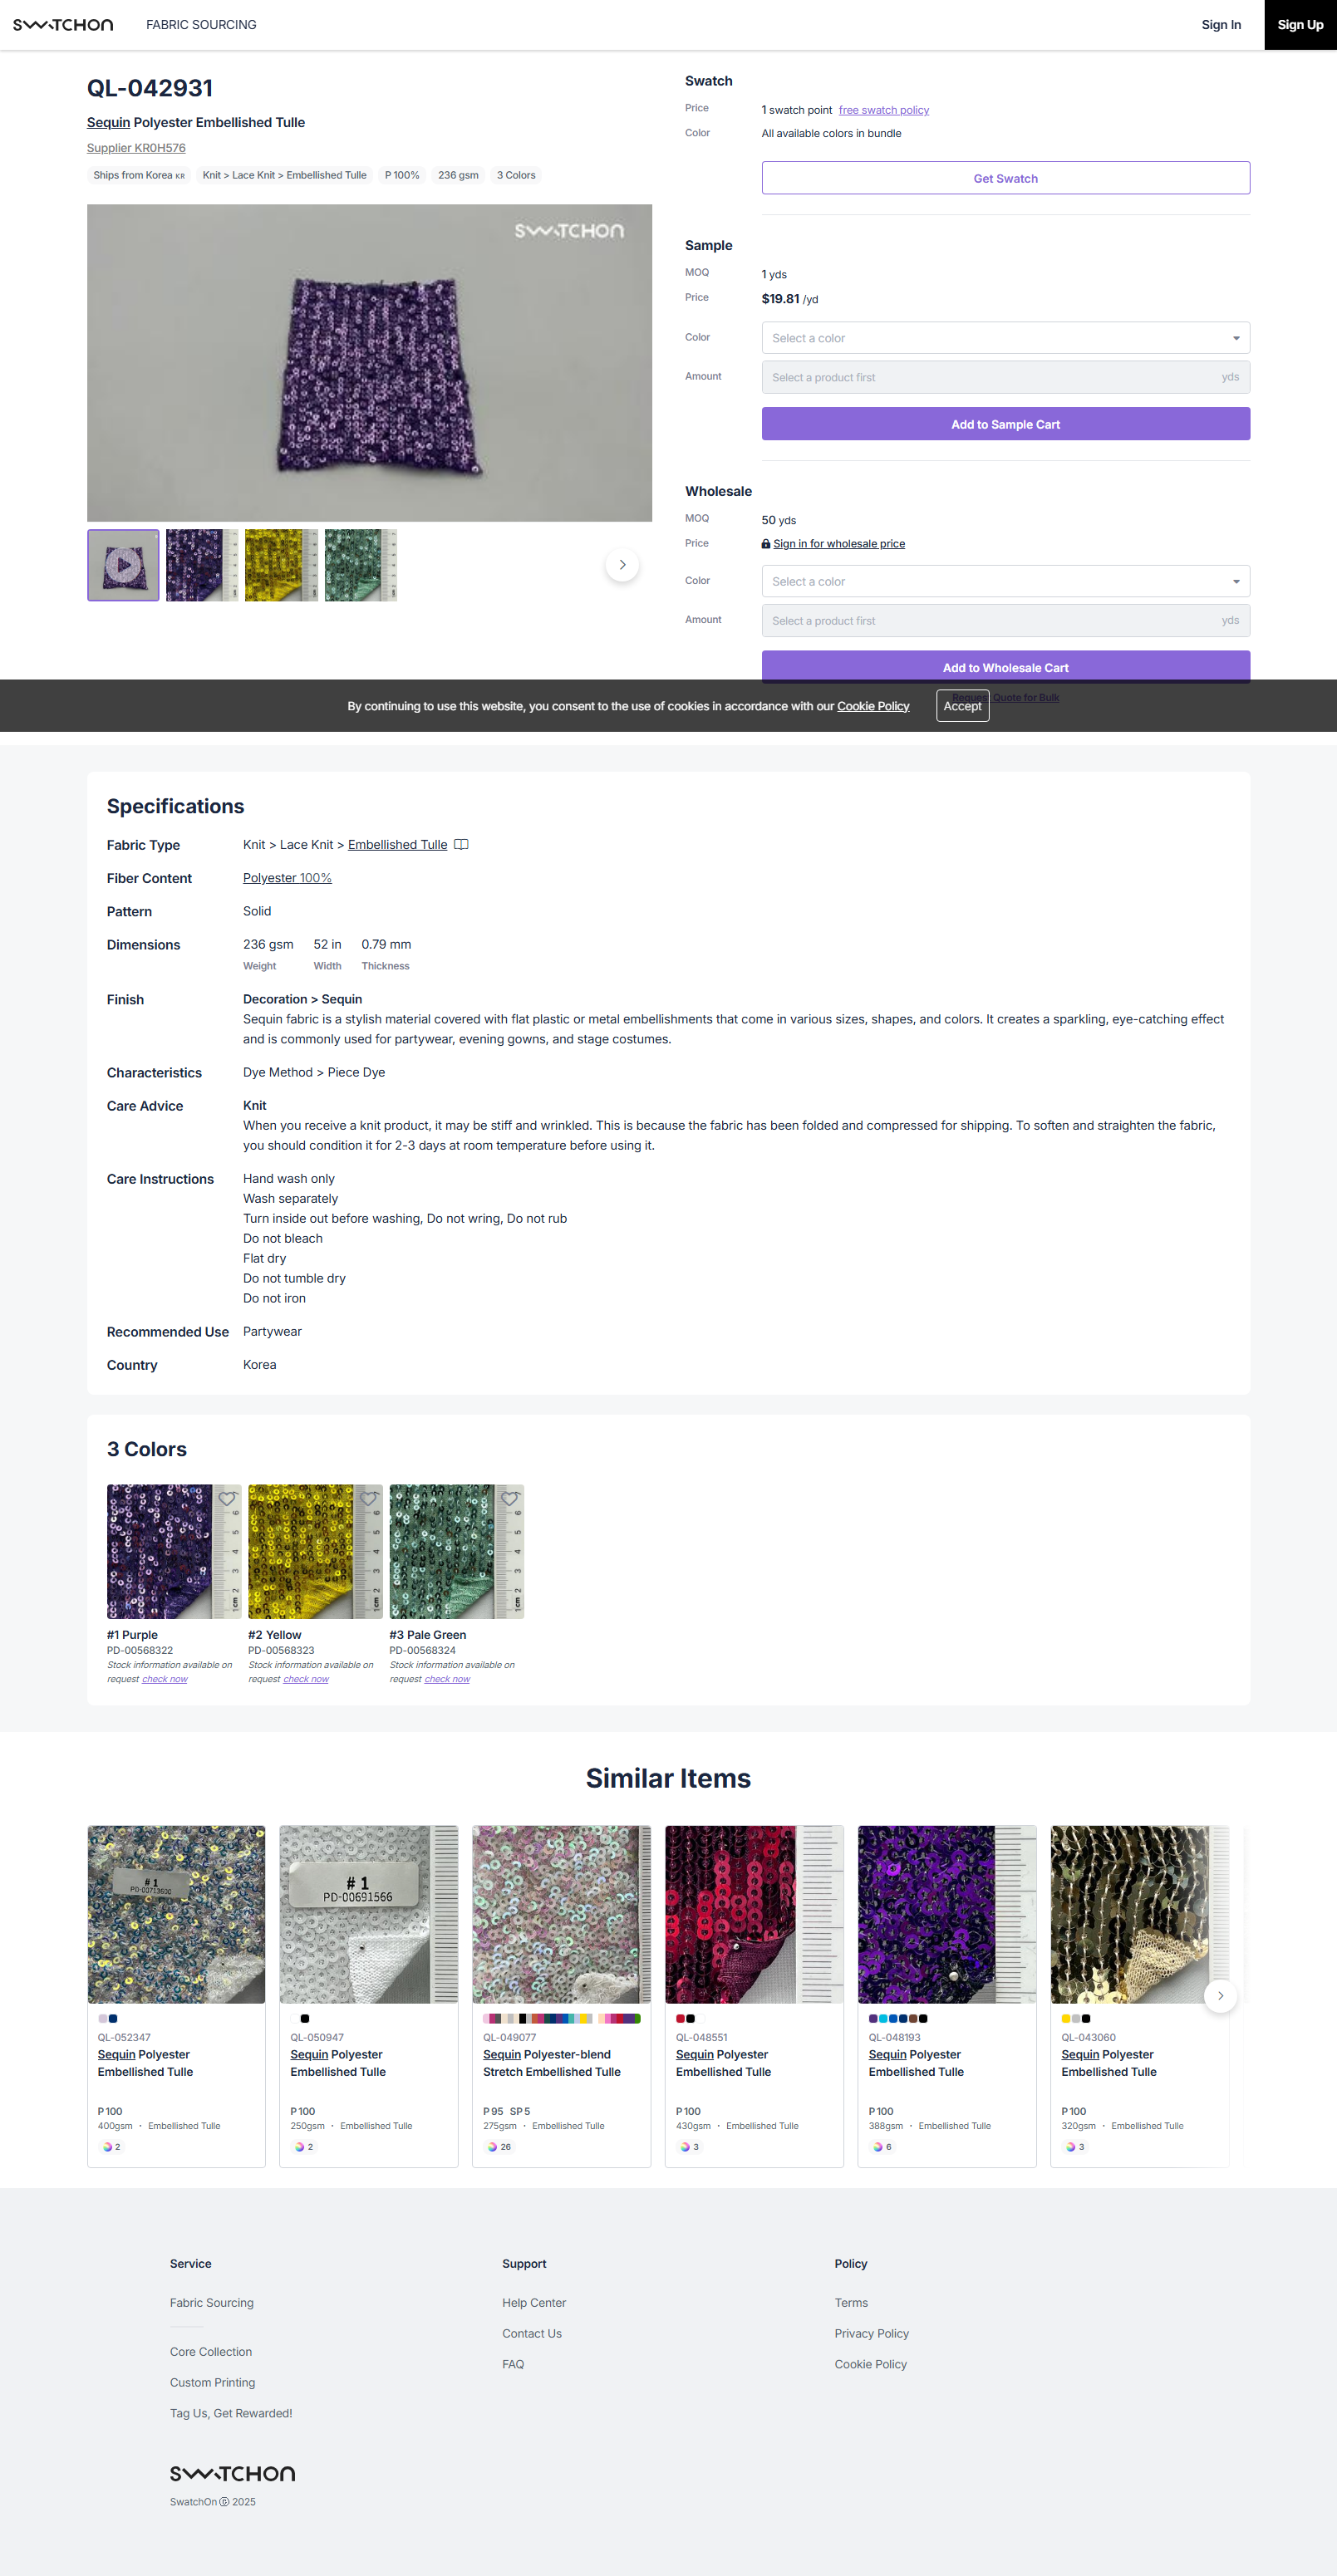 SWATCHON FABRIC SOURCING Sign In Sign Up
QL-042931
Sequin Polyester Embellished Tulle
Supplier KR0H576
Ships from Korea KR Knit > Lace Knit > Embellished Tulle P 100% 236 gsm 3 Colors
SWATCHON
Swatch
Price 1 swatch point free swatch policy
Color All available colors in bundle
Get Swatch
Sample
MOQ 1 yds
Price $19.81 /yd
Color Select a color
Amount Select a product first yds
Add to Sample Cart
Wholesale
MOQ 50 yds
Price Sign in for wholesale price
Color Select a color
Amount Select a product first yds
Add to Wholesale Cart
Request Quote for Bulk
By continuing to use this website, you consent to the use of cookies in accordance with our Cookie Policy Accept
Specifications
Fabric Type Knit > Lace Knit > Embellished Tulle
Fiber Content Polyester 100%
Pattern Solid
Dimensions 236 gsm 52 in 0.79 mm
Weight Width Thickness
Finish Decoration > Sequin
Sequin fabric is a stylish material covered with flat plastic or metal embellishments that come in various sizes, shapes, and colors. It creates a sparkling, eye-catching effect
and is commonly used for partywear, evening gowns, and stage costumes.
Characteristics Dye Method > Piece Dye
Care Advice Knit
When you receive a knit product, it may be stiff and wrinkled. This is because the fabric has been folded and compressed for shipping. To soften and straighten the fabric,
you should condition it for 2-3 days at room temperature before using it.
Care Instructions Hand wash only
Wash separately
Turn inside out before washing, Do not wring, Do not rub
Do not bleach
Flat dry
Do not tumble dry
Do not iron
Recommended Use Partywear
Country Korea
3 Colors
#1 Purple #2 Yellow #3 Pale Green
PD-00568322 PD-00568323 PD-00568324
Stock information available on Stock information available on Stock information available on
request check now request check now request check now
Similar Items
# 1 # 1
PD-00713600 PD-00691566
QL-052347 QL-050947 QL-049077 QL-048551 QL-048193 QL-043060
Sequin Polyester Sequin Polyester Sequin Polyester-blend Sequin Polyester Sequin Polyester Sequin Polyester
Embellished Tulle Embellished Tulle Stretch Embellished Tulle Embellished Tulle Embellished Tulle Embellished Tulle
P 100 P 100 P 95 SP 5 P 100 P 100 P 100
400gsm · Embellished Tulle 250gsm · Embellished Tulle 275gsm · Embellished Tulle 430gsm · Embellished Tulle 388gsm · Embellished Tulle 320gsm · Embellished Tulle
2 2 26 3 6 3
Service Support Policy
Fabric Sourcing Help Center Terms
Contact Us Privacy Policy
Core Collection FAQ Cookie Policy
Custom Printing
Tag Us, Get Rewarded!
SWATCHON
SwatchOn © 2025